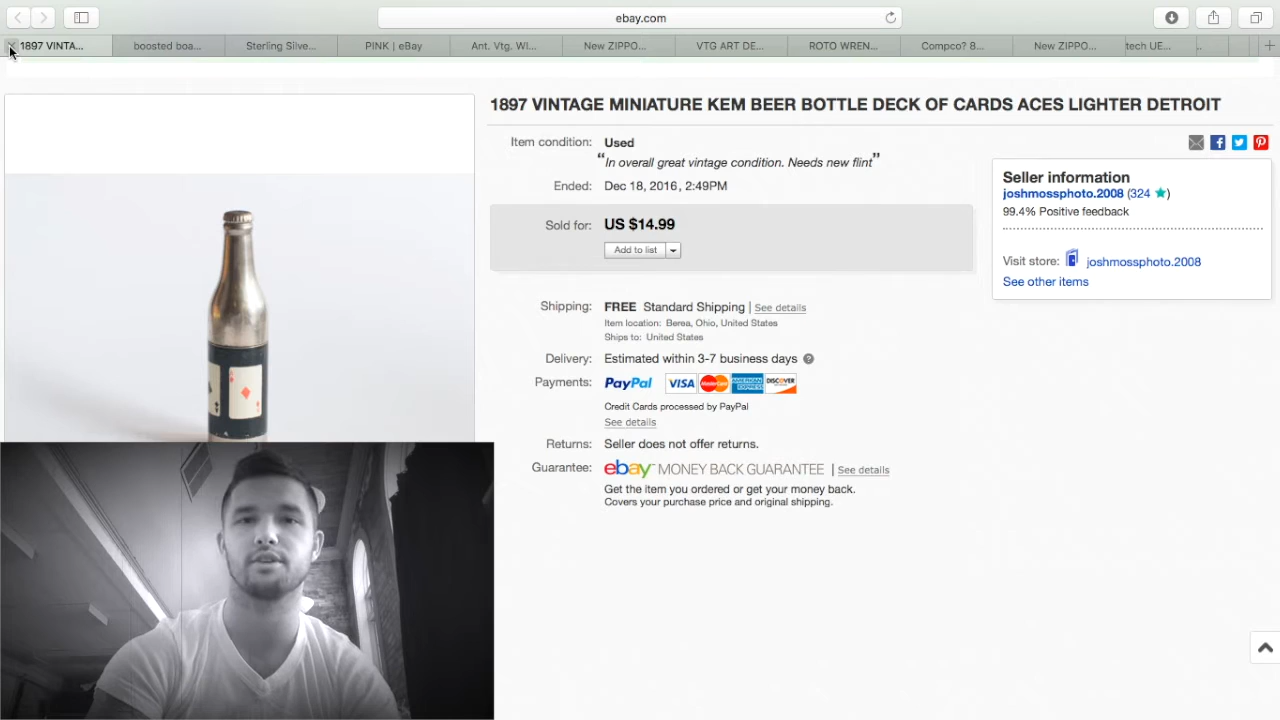 ebay.com
1897 VINTA...
boosted boa...
Sterling Silve...
PINK | eBay
Ant. Vtg. WI...
New ZIPPO...
VTG ART DE...
ROTO WREN...
Compco? 8...
New ZIPPO...
tech UE...
1897 VINTAGE MINIATURE KEM BEER BOTTLE DECK OF CARDS ACES LIGHTER DETROIT
Item condition: Used
“In overall great vintage condition. Needs new flint”
Ended: Dec 18, 2016, 2:49PM
Sold for: US $14.99
Add to list
Shipping: FREE Standard Shipping | See details
Item location: Berea, Ohio, United States
Ships to: United States
Delivery: Estimated within 3-7 business days
Payments: PayPal VISA MasterCard AMERICAN EXPRESS DISCOVER
Credit Cards processed by PayPal
See details
Returns: Seller does not offer returns.
Guarantee: ebay MONEY BACK GUARANTEE | See details
Get the item you ordered or get your money back.
Covers your purchase price and original shipping.
Seller information
joshmossphoto.2008 (324 ★)
99.4% Positive feedback
Visit store: joshmossphoto.2008
See other items